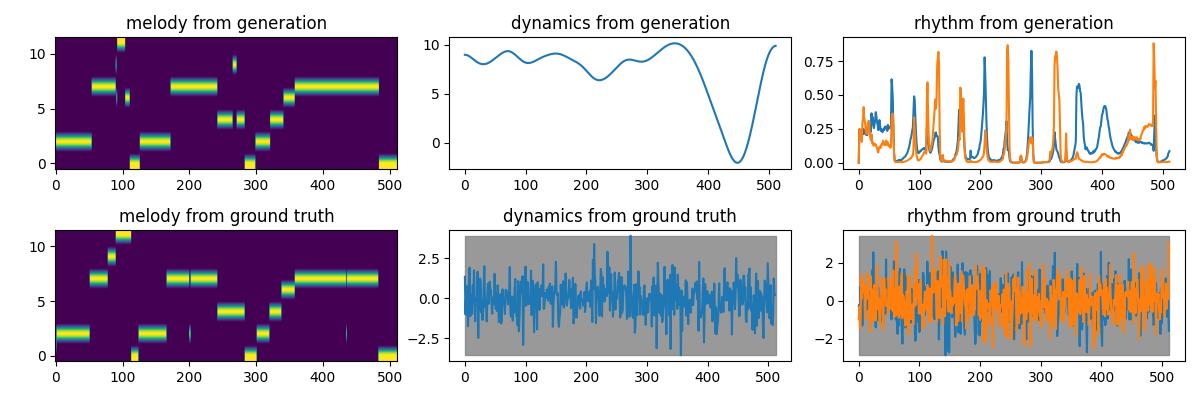 melody from generation
10
5
0
0 100 200 300 400 500
dynamics from generation
10
5
0
0 100 200 300 400 500
rhythm from generation
0.75
0.50
0.25
0.00
0 100 200 300 400 500
melody from ground truth
10
5
0
0 100 200 300 400 500
dynamics from ground truth
2.5
0.0
−2.5
0 100 200 300 400 500
rhythm from ground truth
2
0
−2
0 100 200 300 400 500